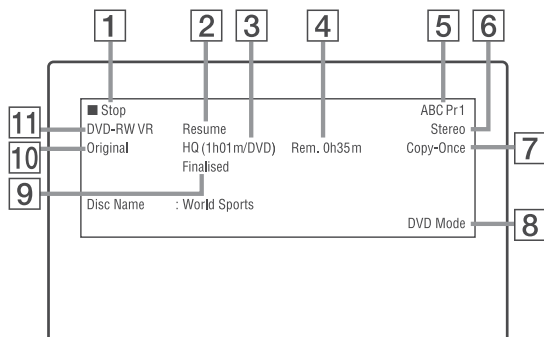 1 2 3 4 5 6
■ Stop ABC Pr1
11 DVD-RW VR Resume Stereo
10 Original HQ (1h01m/DVD) Rem. 0h35m Copy-Once 7
9 Finalised
Disc Name : World Sports
DVD Mode 8